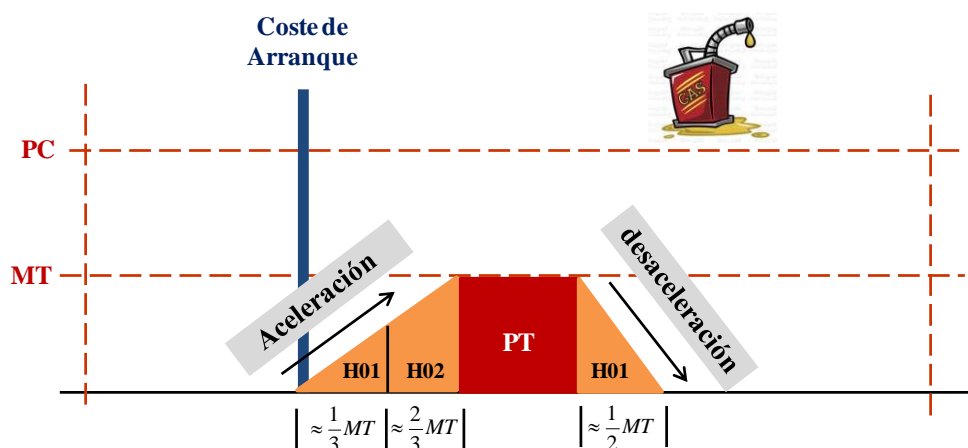 Coste de
Arranque
GAS
PC
MT
Aceleración
desaceleración
H01
H02
PT
H01
≈ 1/3 MT
≈ 2/3 MT
≈ 1/2 MT